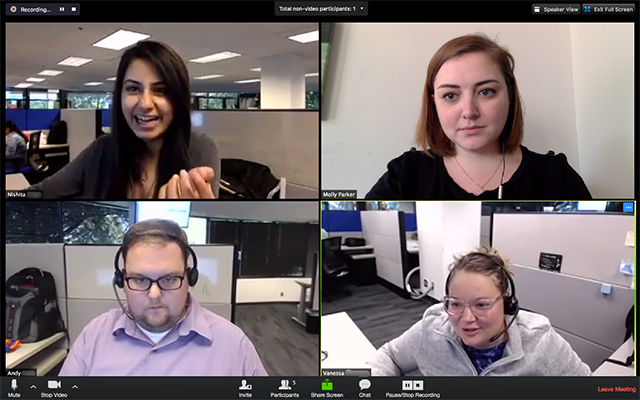 Recording...
Total non-video participants: 1
Speaker View
Exit Full Screen
Nishita
Molly Parker
Andy
Vanessa
Mute
Stop Video
Invite
Participants
5
Share Screen
Chat
Pause/Stop Recording
Leave Meeting